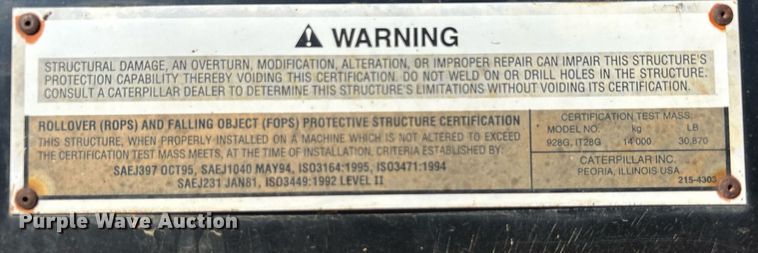 ⚠ WARNING
STRUCTURAL DAMAGE, AN OVERTURN, MODIFICATION, ALTERATION, OR IMPROPER REPAIR CAN IMPAIR THIS STRUCTURE'S
PROTECTION CAPABILITY THEREBY VOIDING THIS CERTIFICATION. DO NOT WELD ON OR DRILL HOLES IN THE STRUCTURE.
CONSULT A CATERPILLAR DEALER TO DETERMINE THIS STRUCTURE'S LIMITATIONS WITHOUT VOIDING ITS CERTIFICATION.
ROLLOVER (ROPS) AND FALLING OBJECT (FOPS) PROTECTIVE STRUCTURE CERTIFICATION
THIS STRUCTURE, WHEN PROPERLY INSTALLED ON A MACHINE WHICH IS NOT ALTERED TO EXCEED
THE CERTIFICATION TEST MASS, MEETS, AT THE TIME OF INSTALLATION, CRITERIA ESTABLISHED BY:
SAEJ397 OCT95, SAEJ1040 MAY94, ISO3164:1995, ISO3471:1994
SAEJ231 JAN81, ISO3449:1992 LEVEL II
CERTIFICATION TEST MASS
MODEL NO. kg LB
928G, IT28G 14 000 30,870
CATERPILLAR INC.
PEORIA, ILLINOIS USA
215-4303
Purple Wave Auction